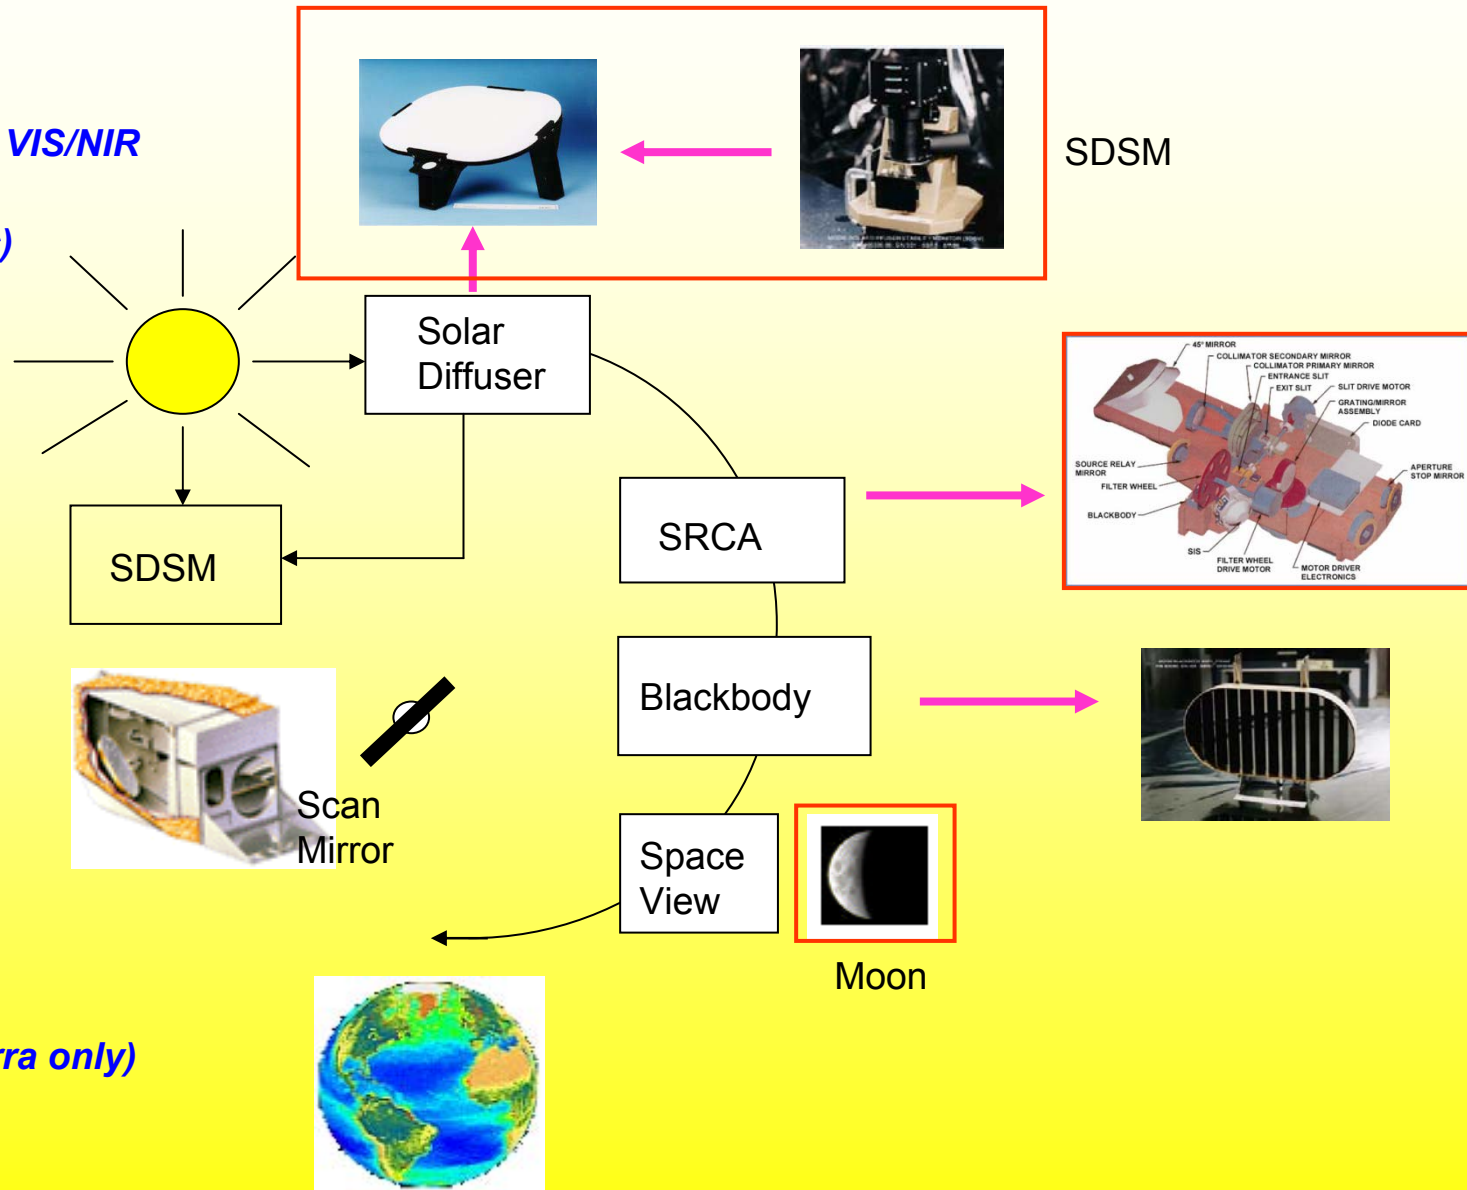 VIS/NIR
)
SDSM
Solar
Diffuser
45° MIRROR
COLLIMATOR SECONDARY MIRROR
COLLIMATOR PRIMARY MIRROR
ENTRANCE SLIT
EXIT SLIT
SLIT DRIVE MOTOR
GRATING/MIRROR
ASSEMBLY
DIODE CARD
SOURCE RELAY
MIRROR
APERTURE
STOP MIRROR
FILTER WHEEL
BLACKBODY
SIS
FILTER WHEEL
DRIVE MOTOR
MOTOR DRIVER
ELECTRONICS
SRCA
SDSM
Blackbody
Scan
Mirror
Space
View
Moon
rra only)